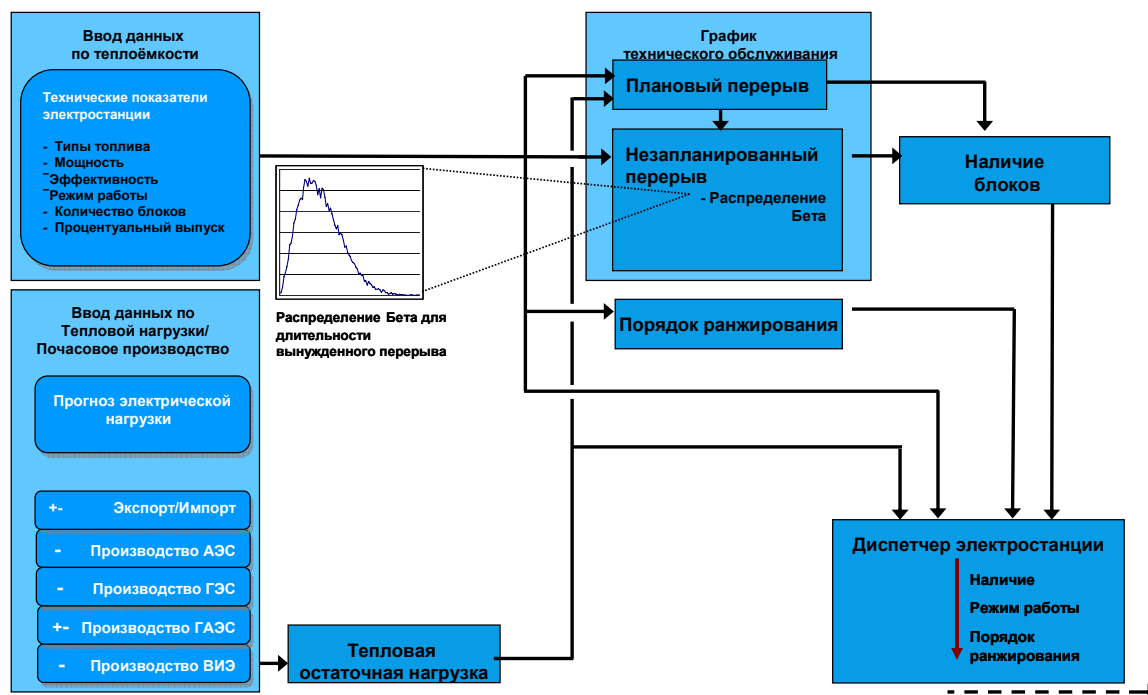 Ввод данных
по теплоёмкости
Технические показатели
электростанции
- Типы топлива
- Мощность
-Эффективность
-Режим работы
- Количество блоков
- Процентуальный выпуск
Распределение Бета для
длительности
вынужденного перерыва
График
технического обслуживания
Плановый перерыв
Незапланированный
перерыв
- Распределение
Бета
Наличие
блоков
Порядок ранжирования
Ввод данных по
Тепловой нагрузки/
Почасовое производство
Прогноз электрической
нагрузки
+- Экспорт/Импорт
- Производство АЭС
- Производство ГЭС
+- Производство ГАЭС
- Производство ВИЭ
Тепловая
остаточная нагрузка
Диспетчер электростанции
Наличие
Режим работы
Порядок
ранжирования